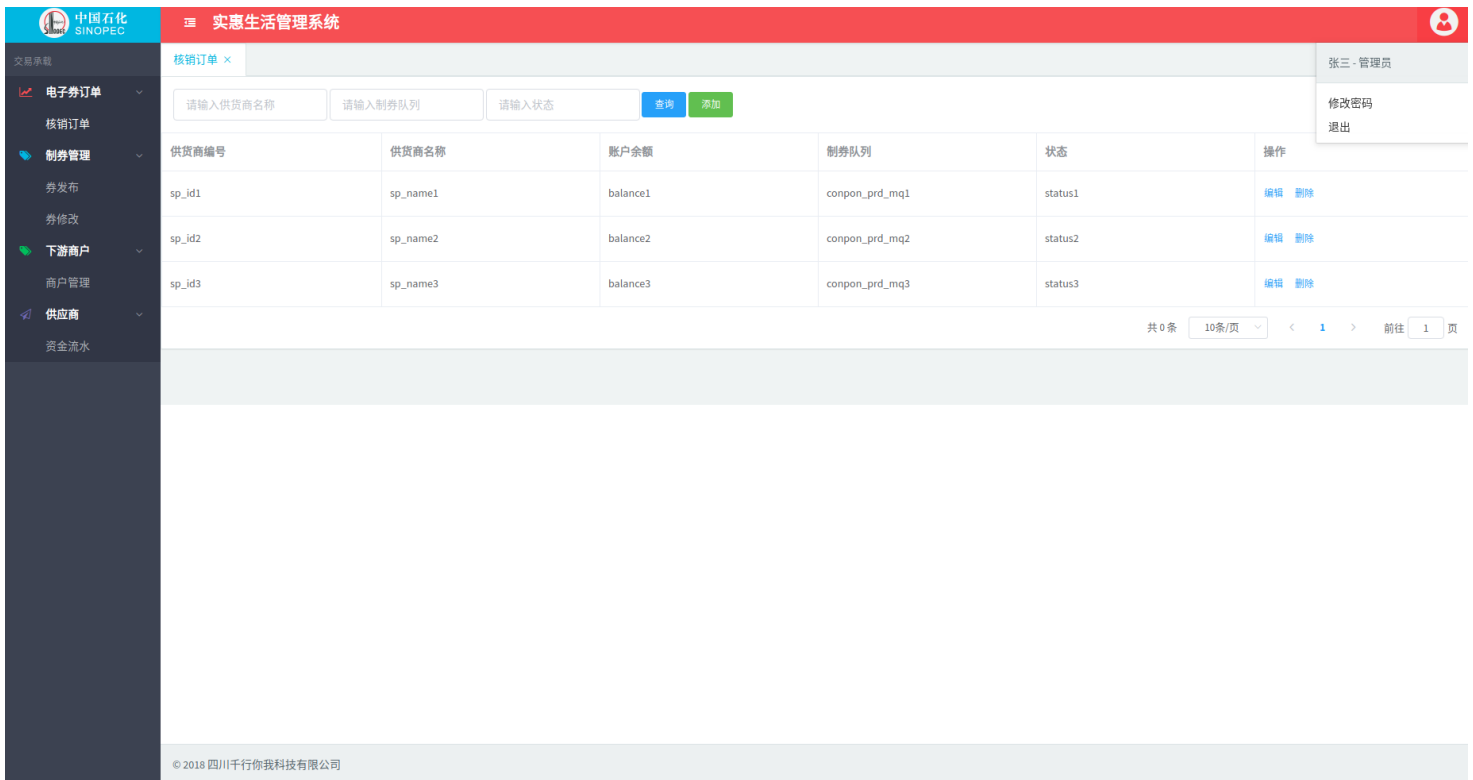 中国石化
SINOPEC
实惠生活管理系统
交易承载
核销订单 ×
张三 - 管理员
修改密码
退出
电子券订单
核销订单
制券管理
券发布
券修改
下游商户
商户管理
供应商
资金流水
请输入供货商名称 请输入制券队列 请输入状态 查询 添加
供货商编号 供货商名称 账户余额 制券队列 状态 操作
sp_id1 sp_name1 balance1 conpon_prd_mq1 status1 编辑 删除
sp_id2 sp_name2 balance2 conpon_prd_mq2 status2 编辑 删除
sp_id3 sp_name3 balance3 conpon_prd_mq3 status3 编辑 删除
共 0 条 10条/页 < 1 > 前往 1 页
© 2018 四川千行你我科技有限公司